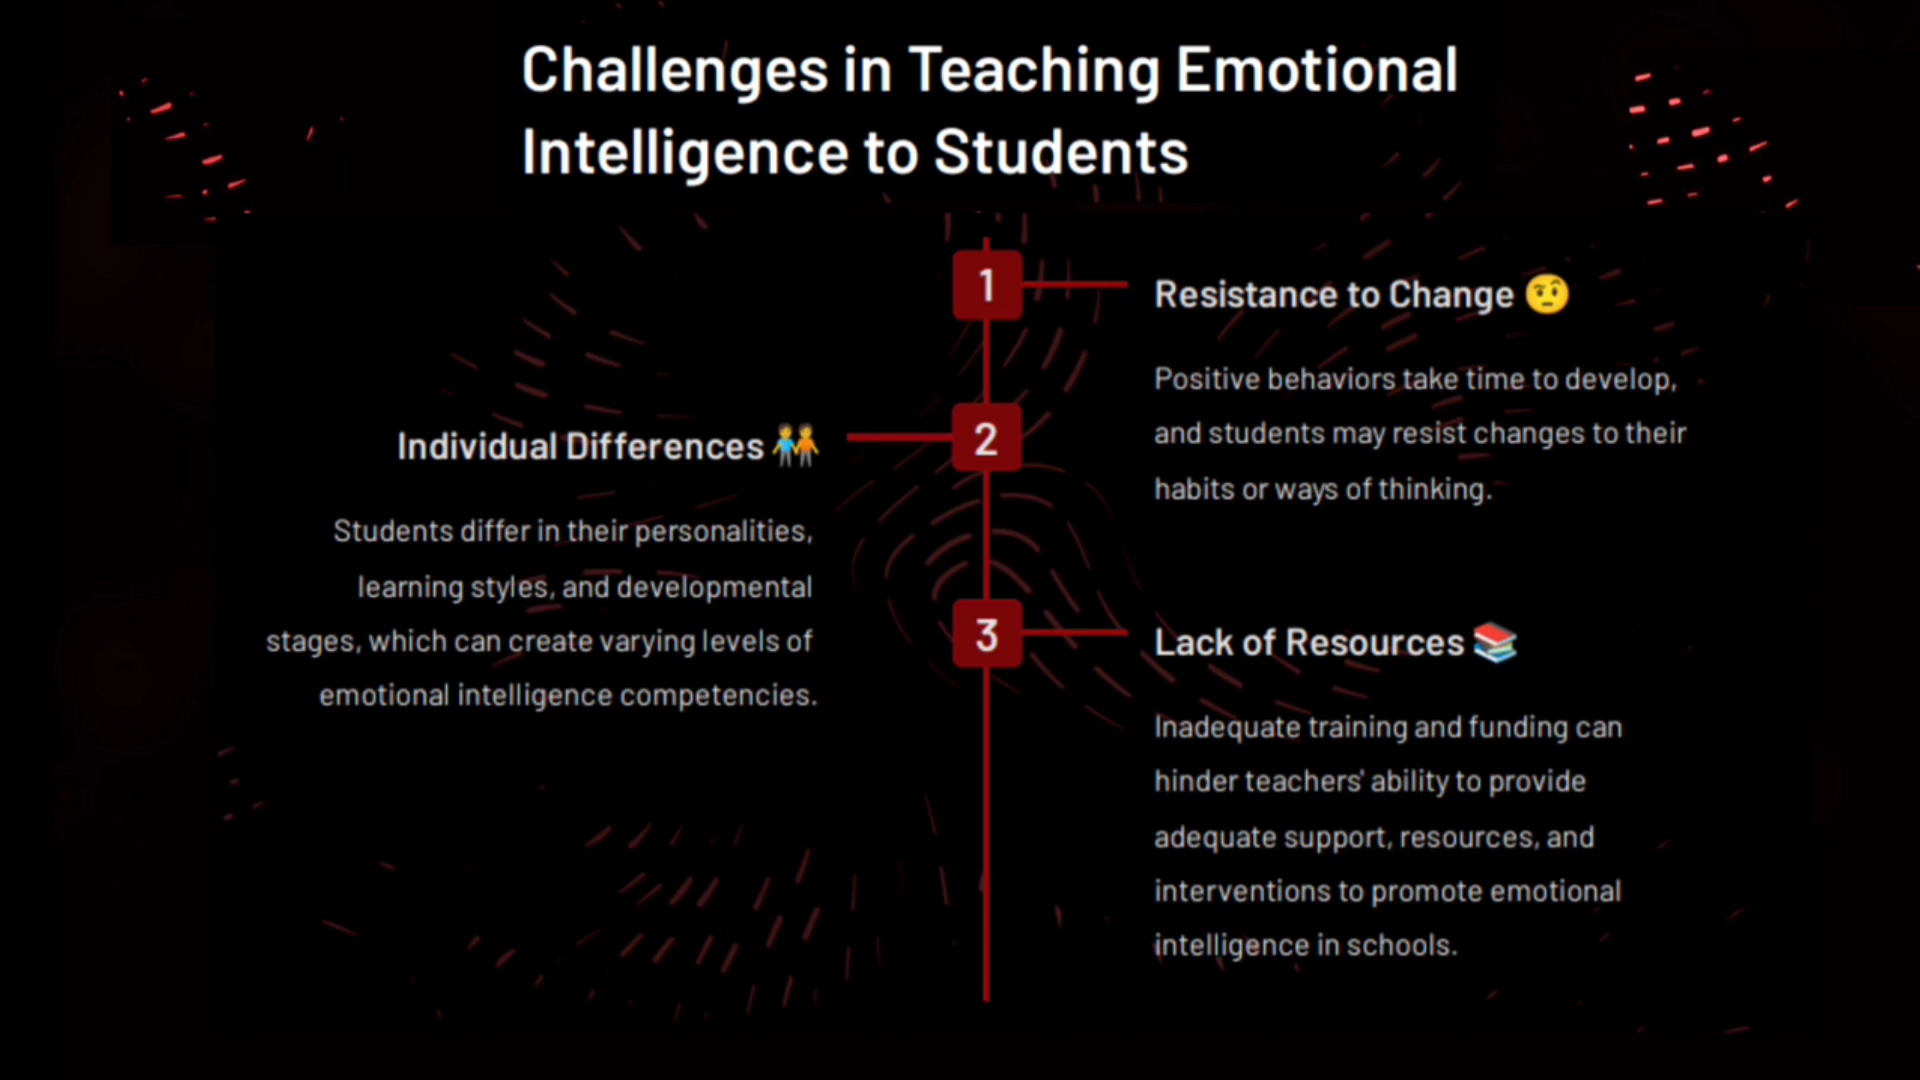 Challenges in Teaching Emotional
Intelligence to Students
1
Resistance to Change 🤨
Positive behaviors take time to develop,
and students may resist changes to their
habits or ways of thinking.
2
Individual Differences 🧑‍🤝‍🧑
Students differ in their personalities,
learning styles, and developmental
stages, which can create varying levels of
emotional intelligence competencies.
3
Lack of Resources 📚
Inadequate training and funding can
hinder teachers' ability to provide
adequate support, resources, and
interventions to promote emotional
intelligence in schools.